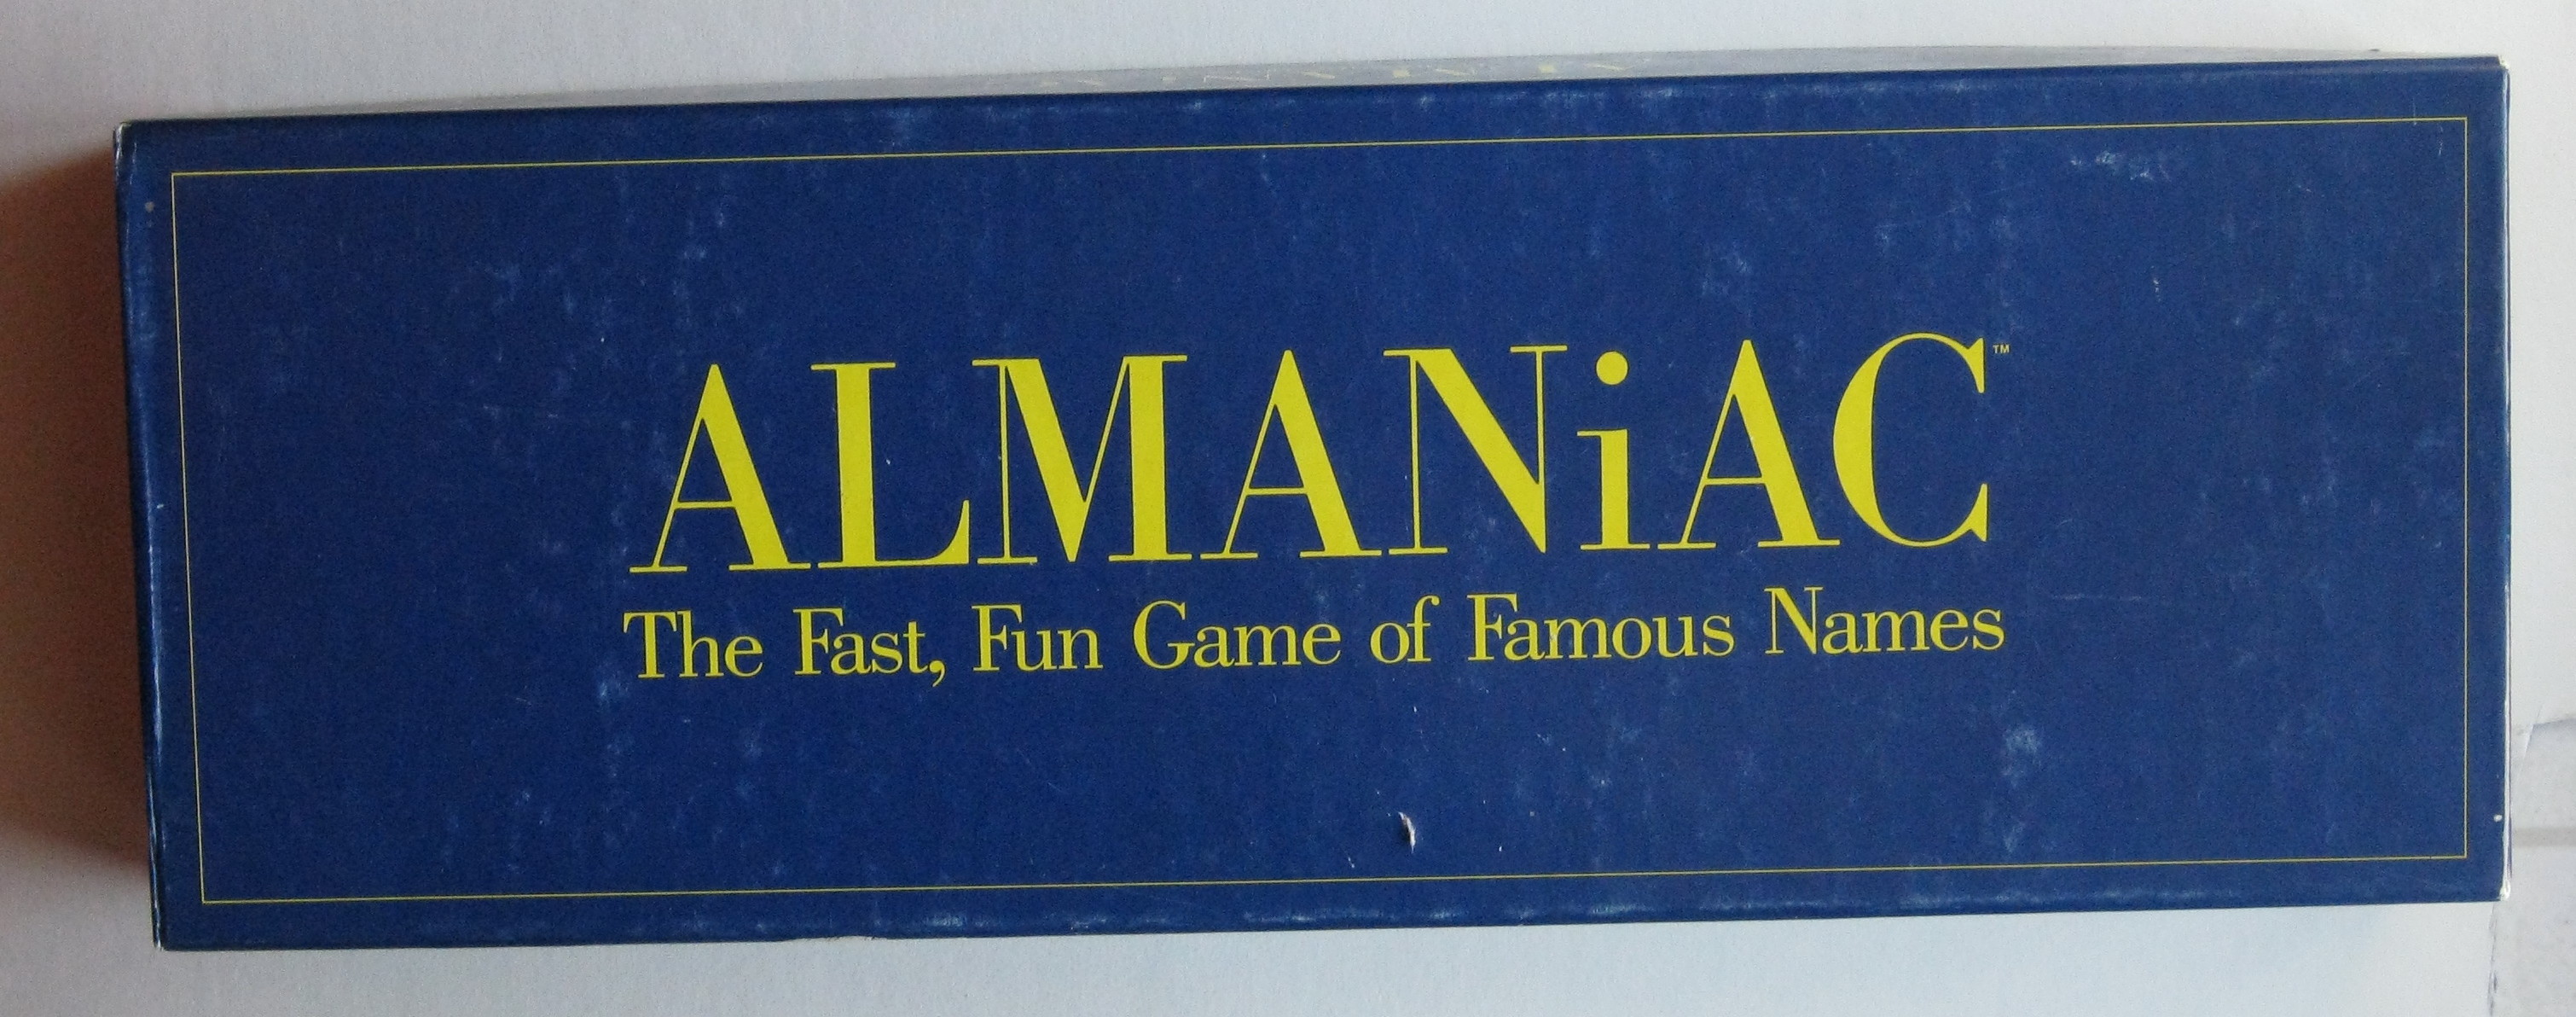 ALMANiAC™
The Fast, Fun Game of Famous Names